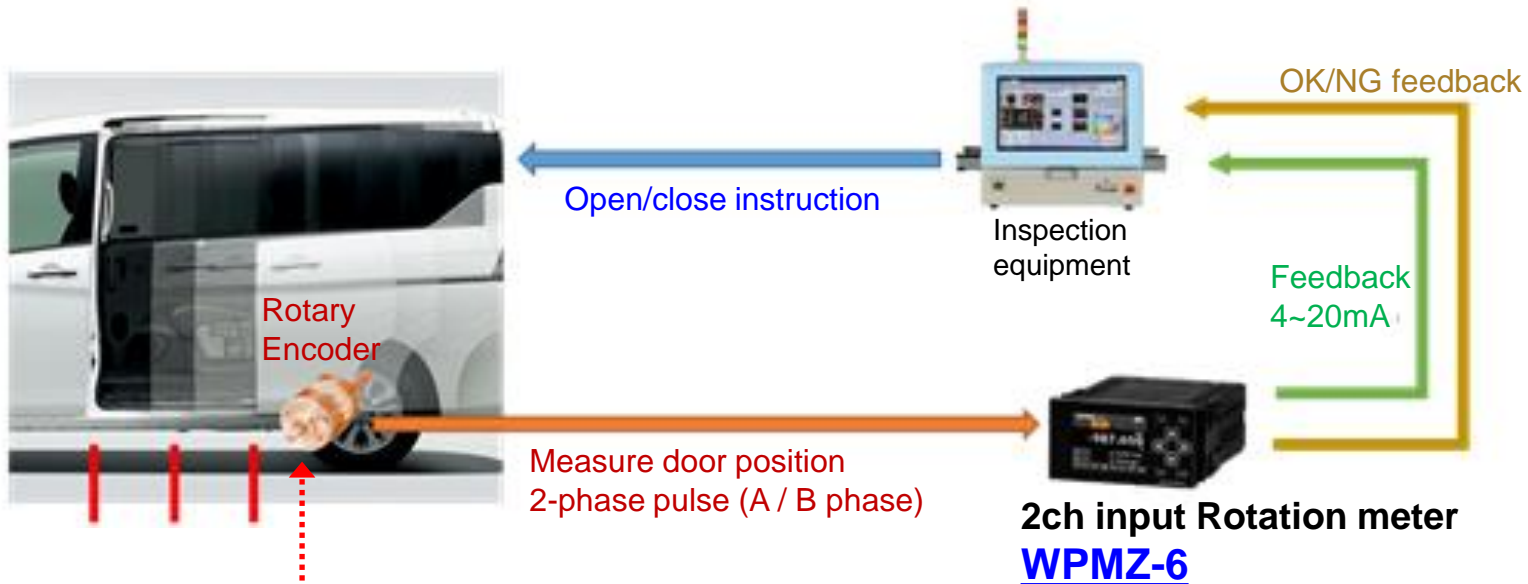 OK/NG feedback
Open/close instruction
Inspection
equipment
Feedback
4~20mA
Rotary
Encoder
Measure door position
2-phase pulse (A / B phase)
2ch input Rotation meter
WPMZ-6